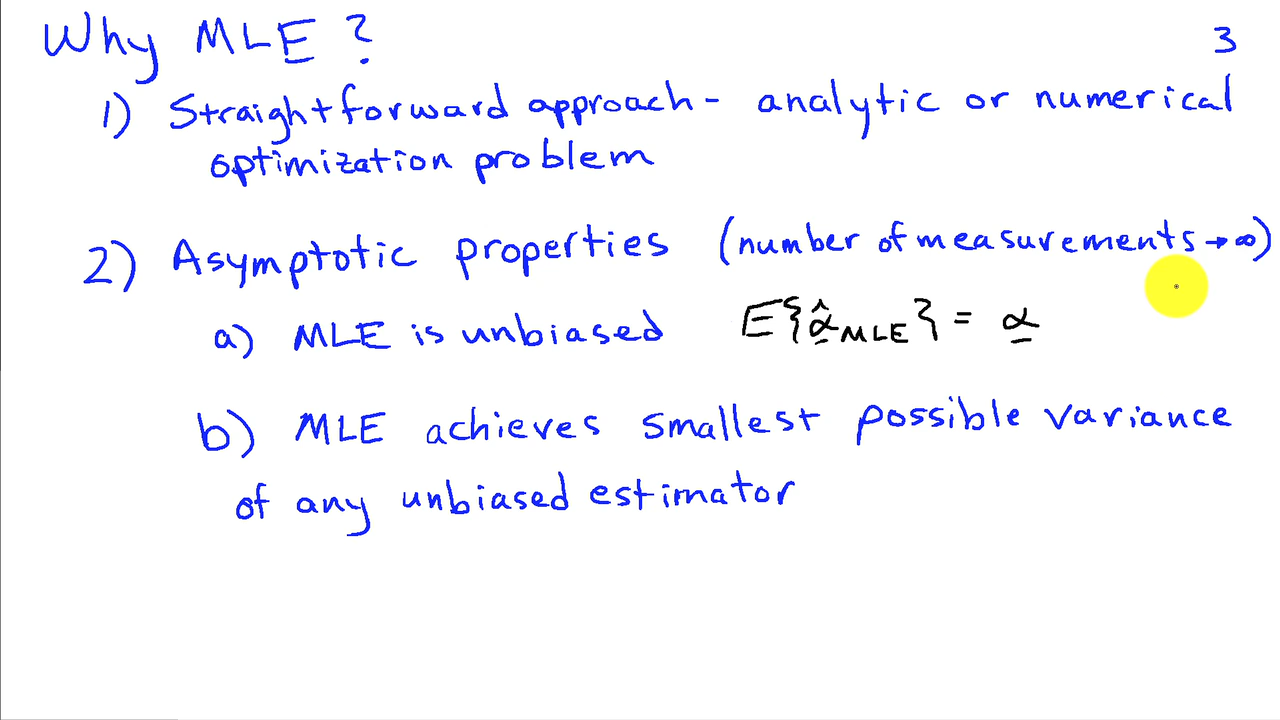 Why MLE?
3
1) Straightforward approach - analytic or numerical
optimization problem
2) Asymptotic properties (number of measurements → ∞)
a) MLE is unbiased E{α̂_MLE} = α
b) MLE achieves smallest possible variance
of any unbiased estimator